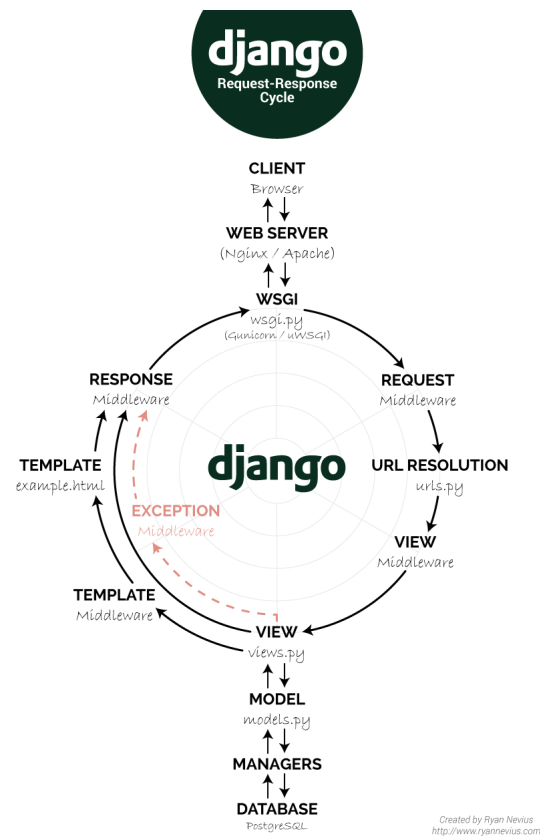 django
Request-Response
Cycle
CLIENT
Browser
WEB SERVER
(Nginx / Apache)
WSGI
wsgi.py
(Gunicorn / uWSGI)
RESPONSE
Middleware
REQUEST
Middleware
TEMPLATE
example.html
django
URL RESOLUTION
urls.py
EXCEPTION
Middleware
VIEW
Middleware
TEMPLATE
Middleware
VIEW
views.py
MODEL
models.py
MANAGERS
DATABASE
PostgreSQL
Created by Ryan Nevius
http://www.ryannevius.com